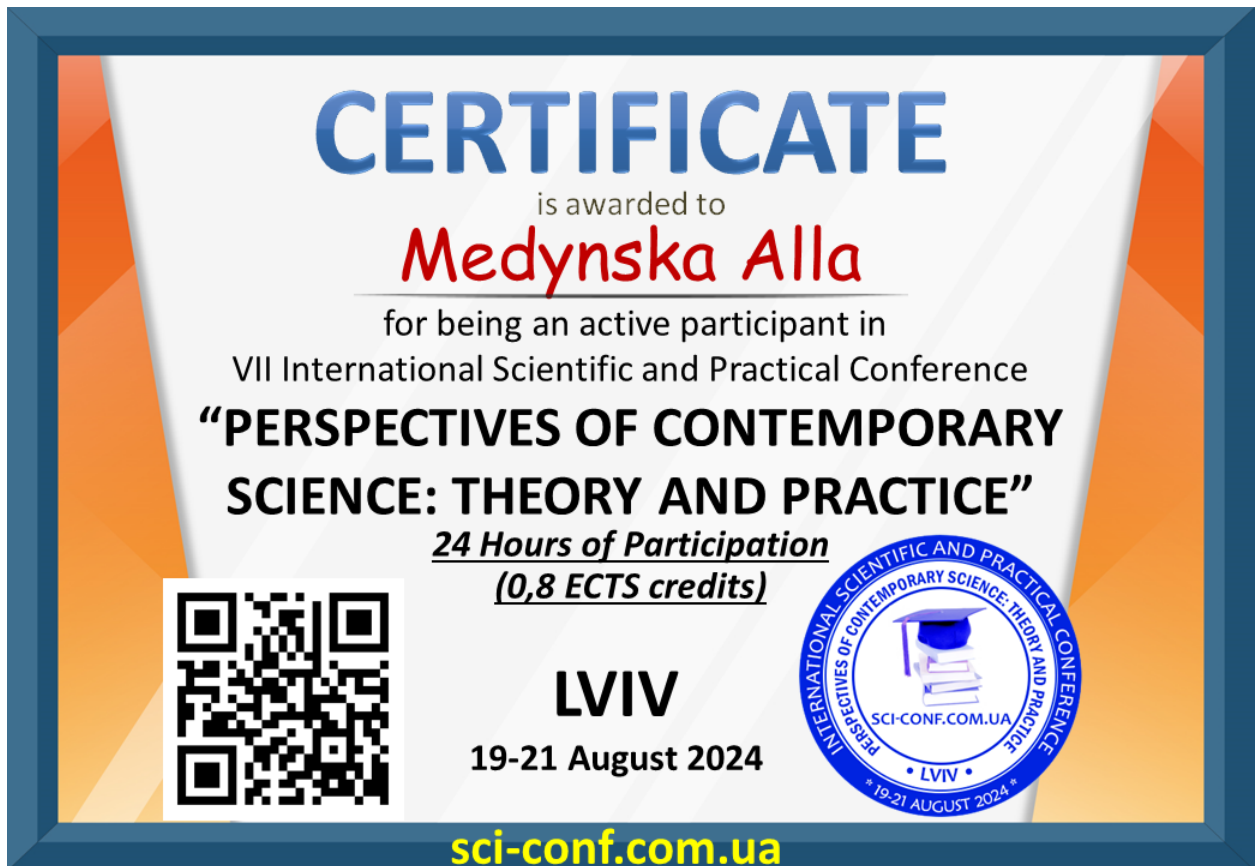 CERTIFICATE
is awarded to
Medynska Alla
for being an active participant in
VII International Scientific and Practical Conference
“PERSPECTIVES OF CONTEMPORARY
SCIENCE: THEORY AND PRACTICE”
24 Hours of Participation
(0,8 ECTS credits)
LVIV
19-21 August 2024
INTERNATIONAL SCIENTIFIC AND PRACTICAL CONFERENCE
PERSPECTIVES OF CONTEMPORARY SCIENCE: THEORY AND PRACTICE
SCI-CONF.COM.UA
• LVIV •
* 19-21 AUGUST 2024 *
sci-conf.com.ua